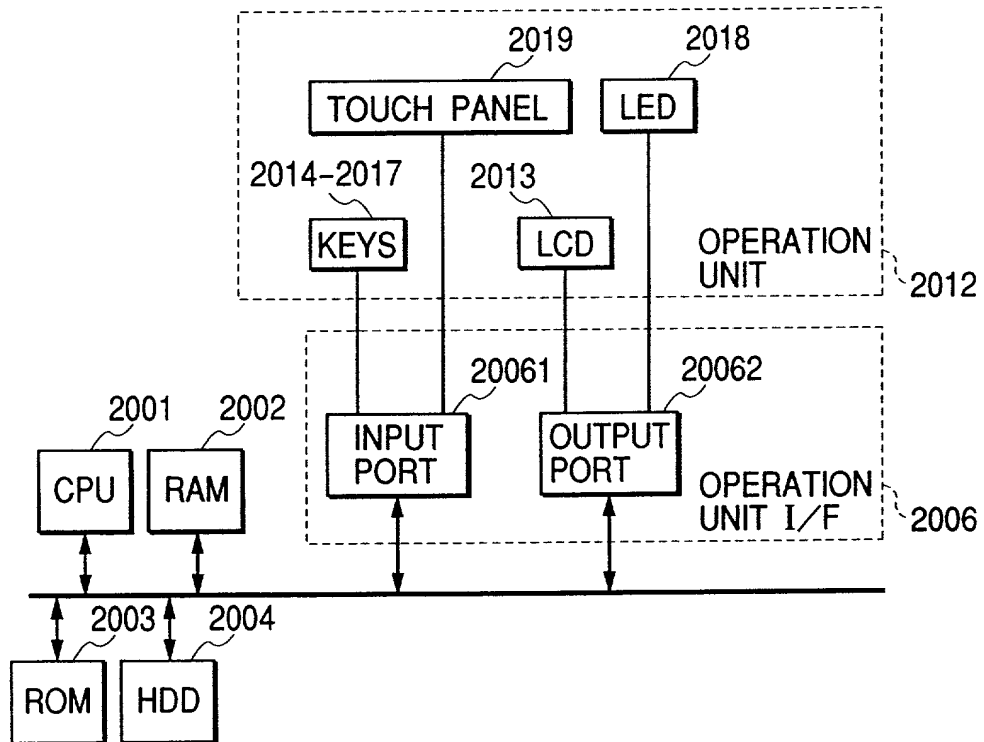 2019
2018
TOUCH PANEL
LED
2014-2017
2013
KEYS
LCD
OPERATION
UNIT
2012
20061
20062
2001
2002
INPUT
PORT
OUTPUT
PORT
CPU
RAM
OPERATION
UNIT I/F
2006
2003
2004
ROM
HDD